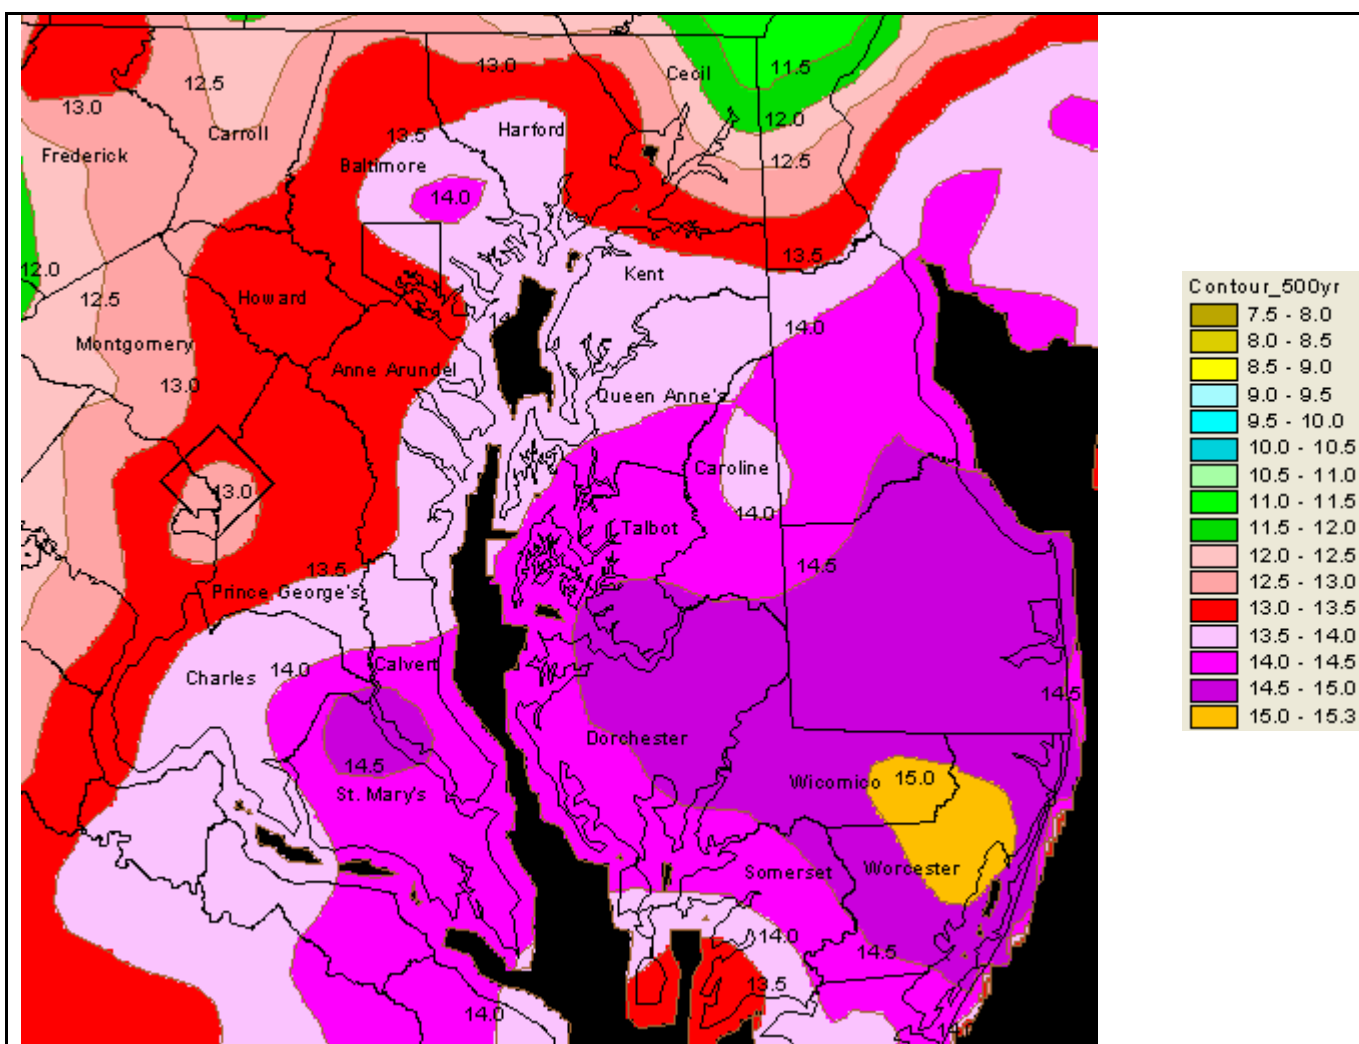 11.5
13.0
Cecil
12.5
13.0
12.0
Carroll
13.5
Harford
Frederick
Baltimore
12.5
14.0
13.5
12.0
Kent
12.5
Howard
14.0
Montgomery
Anne Arundel
13.0
Queen Anne's
Caroline
13.0
14.0
Talbot
14.5
13.5
Prince George's
14.0
Calvert
Charles
14.5
Dorchester
14.5
Wicomico
15.0
St. Mary's
Somerset
Worcester
14.0
14.5
13.5
14.0
14.0
Contour_500yr
7.5 - 8.0
8.0 - 8.5
8.5 - 9.0
9.0 - 9.5
9.5 - 10.0
10.0 - 10.5
10.5 - 11.0
11.0 - 11.5
11.5 - 12.0
12.0 - 12.5
12.5 - 13.0
13.0 - 13.5
13.5 - 14.0
14.0 - 14.5
14.5 - 15.0
15.0 - 15.3